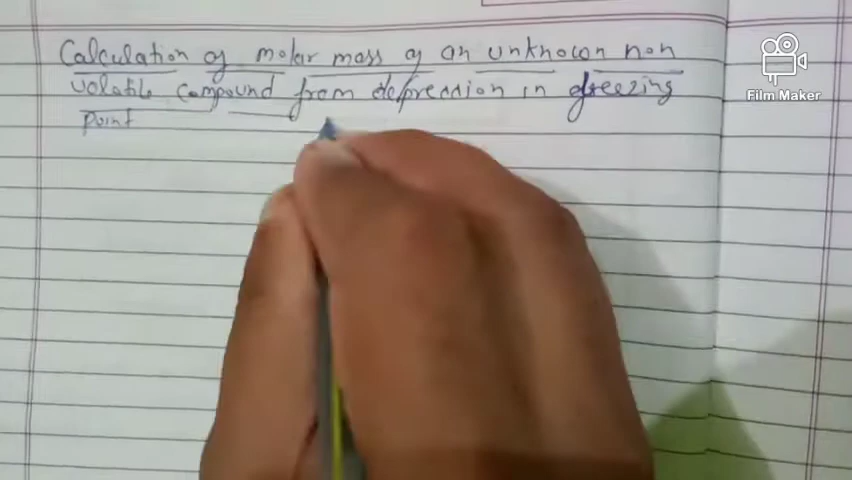 Calculation of molar mass of an unknown non
volatile compound from depression in freezing
point
Film Maker